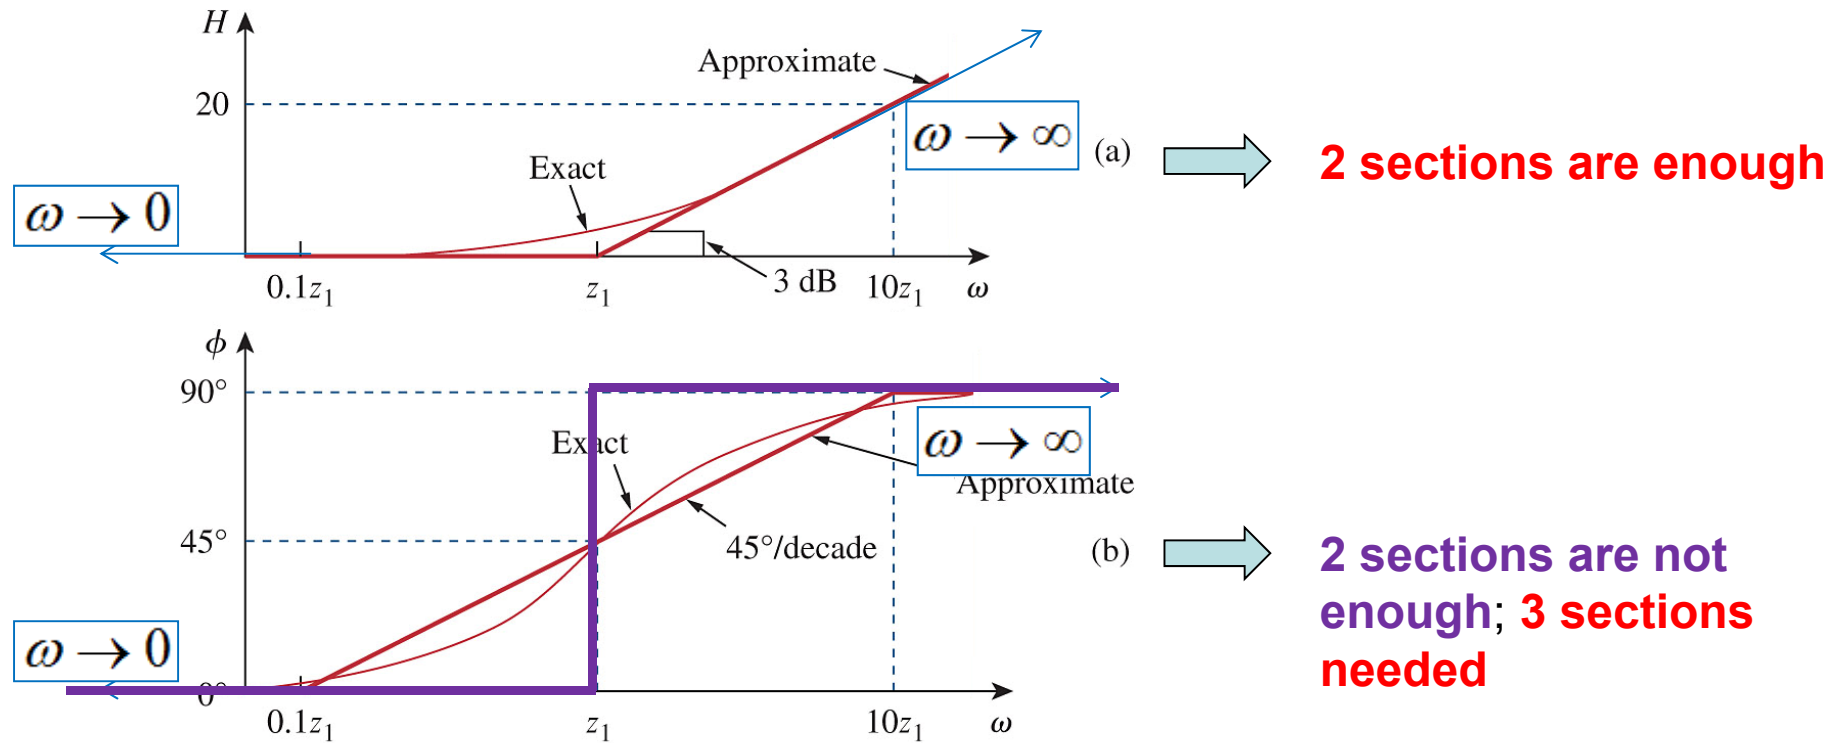 H
Approximate
20
ω → ∞
(a)
2 sections are enough
Exact
ω → 0
3 dB
0.1z₁
z₁
10z₁
ω
ϕ
90°
Exact
ω → ∞
Approximate
45°
45°/decade
(b)
2 sections are not
enough; 3 sections
needed
ω → 0
0°
0.1z₁
z₁
10z₁
ω